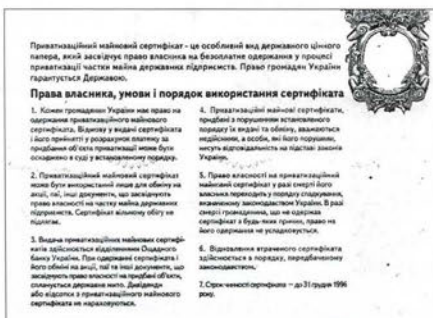 Приватизаційний майновий сертифікат - це особливий вид державного цінного
папера, який засвідчує право власника на безоплатне одержання у процесі
приватизації частки майна державних підприємств. Право громадян України
гарантується Державою.
Права власника, умови і порядок використання сертифіката
1. Кожен громадянин України має право на
одержання приватизаційного майнового
сертифіката. Відмову у видачі сертифіката
і його прийнятті у розрахунок платежу за
придбання об'єкта приватизації може бути
оскаржено в суді у встановленому порядку.
2. Приватизаційний майновий сертифікат
може бути використаний лише для обміну на
акції, паї, інші документи, що засвідчують
право власності на частку майна державних
підприємств. Сертифікат вільному обігу не
підлягає.
3. Видача приватизаційних майнових сертифі-
катів здійснюється відділеннями Ощадного
банку України. При одержанні сертифіката і
його обміні на акції, паї та інші документи, що
засвідчують право власності на придбані об'єкти,
сплачується державне мито. Дивіденди
або відсотки з приватизаційного майнового
сертифіката не нараховуються.
4. Приватизаційні майнові сертифікати,
придбані з порушенням встановленого
порядку їх видачі та обміну, вважаються
недійсними, а особи, які його порушили,
несуть відповідальність на підставі законів
України.
5. Право власності на приватизаційний
майновий сертифікат у разі смерті його
власника переходить у порядку спадкування,
визначеному законодавством України. В разі
смерті громадянина, що не одержав
сертифікат з будь-яких причин, право на
його одержання не успадковується.
6. Відновлення втраченого сертифіката
здійснюється в порядку, передбаченому
законодавством.
7. Строк чинності сертифіката – до 31 грудня 1996
року.